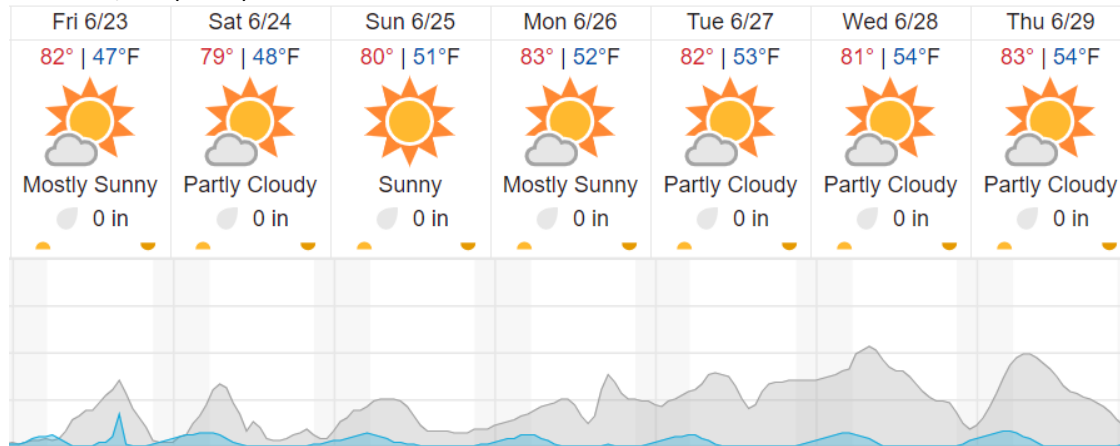 Fri 6/23 Sat 6/24 Sun 6/25 Mon 6/26 Tue 6/27 Wed 6/28 Thu 6/29
82° | 47°F 79° | 48°F 80° | 51°F 83° | 52°F 82° | 53°F 81° | 54°F 83° | 54°F
Mostly Sunny Partly Cloudy Sunny Mostly Sunny Partly Cloudy Partly Cloudy Partly Cloudy
0 in 0 in 0 in 0 in 0 in 0 in 0 in